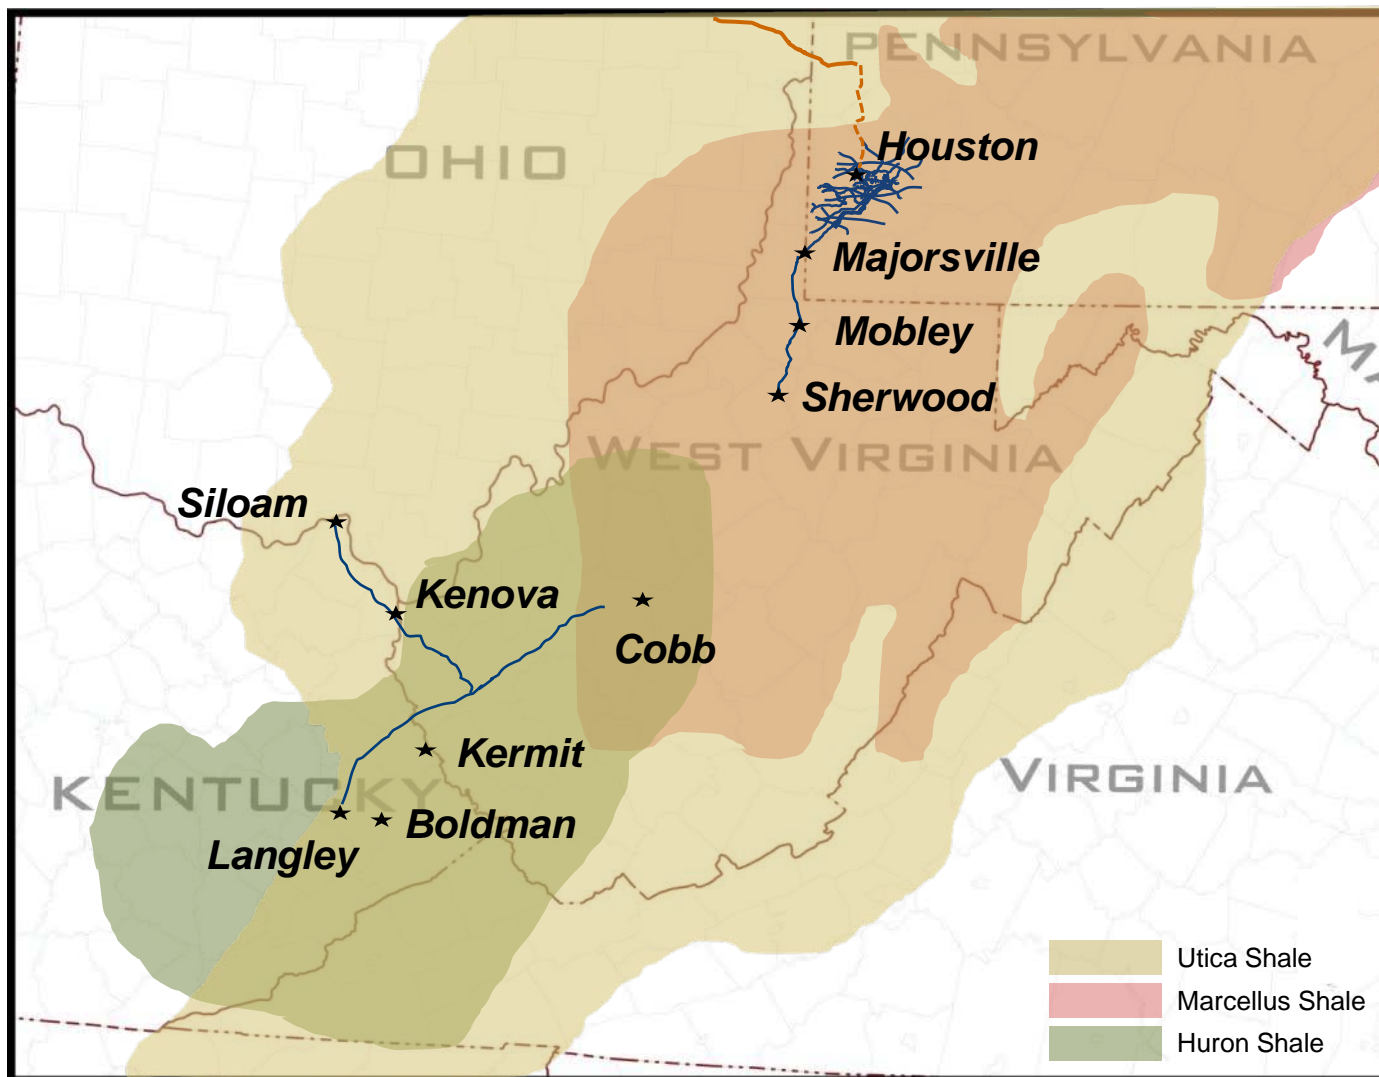 PENNSYLVANIA
OHIO
Houston
Majorsville
Mobley
MA
Sherwood
WEST VIRGINIA
Siloam
Kenova
Cobb
Kermit
VIRGINIA
KENTUCKY
Boldman
Langley
Utica Shale
Marcellus Shale
Huron Shale